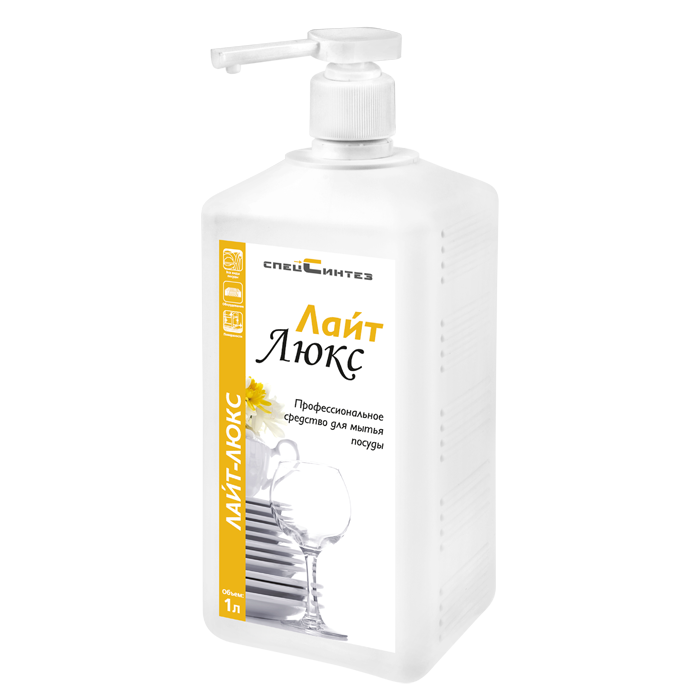 спецСинтез
Лайт
Люкс
Профессиональное
средство для мытья
посуды
ЛАЙТ-ЛЮКС
Объем:
1л